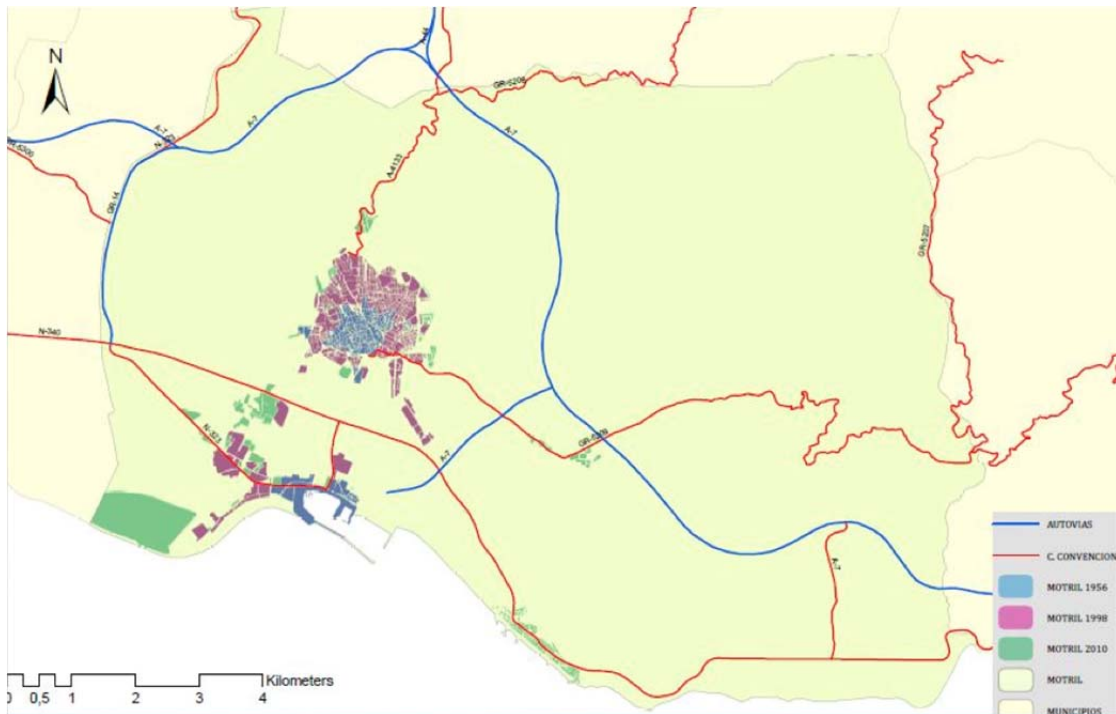 N
A-44
GR-5208
A-7
A-7
A-7
GR-14
A-4133
GR-5207
N-340
N-323
A-7
GR-5209
A-7
AUTOVIAS
C. CONVENCION
MOTRIL 1956
MOTRIL 1998
MOTRIL 2010
MOTRIL
MUNICIPIOS
0 0,5 1 2 3 4 Kilometers